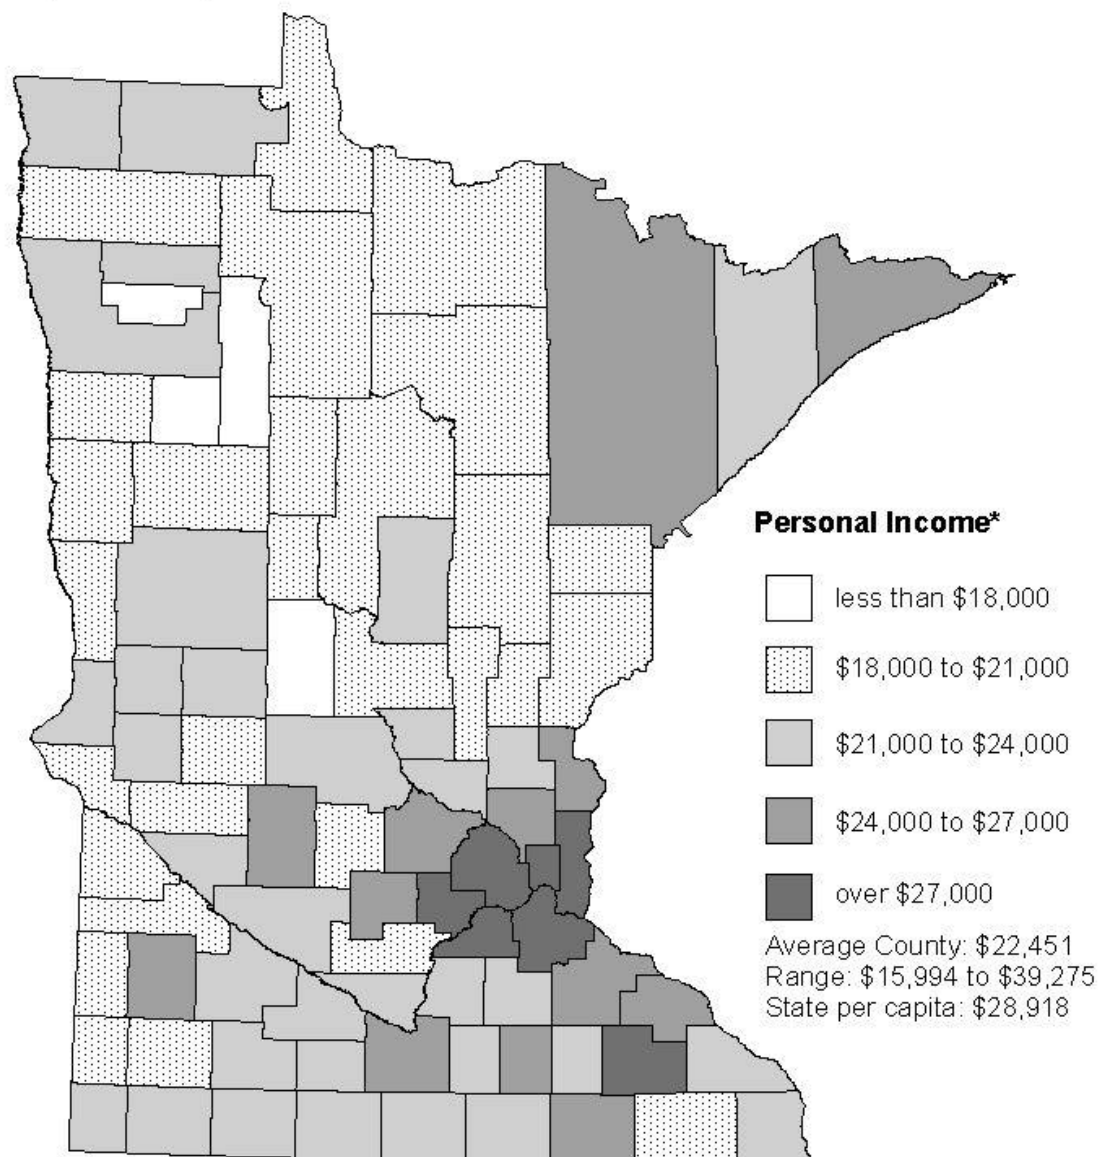 Personal Income*
less than $18,000
$18,000 to $21,000
$21,000 to $24,000
$24,000 to $27,000
over $27,000
Average County: $22,451
Range: $15,994 to $39,275
State per capita: $28,918